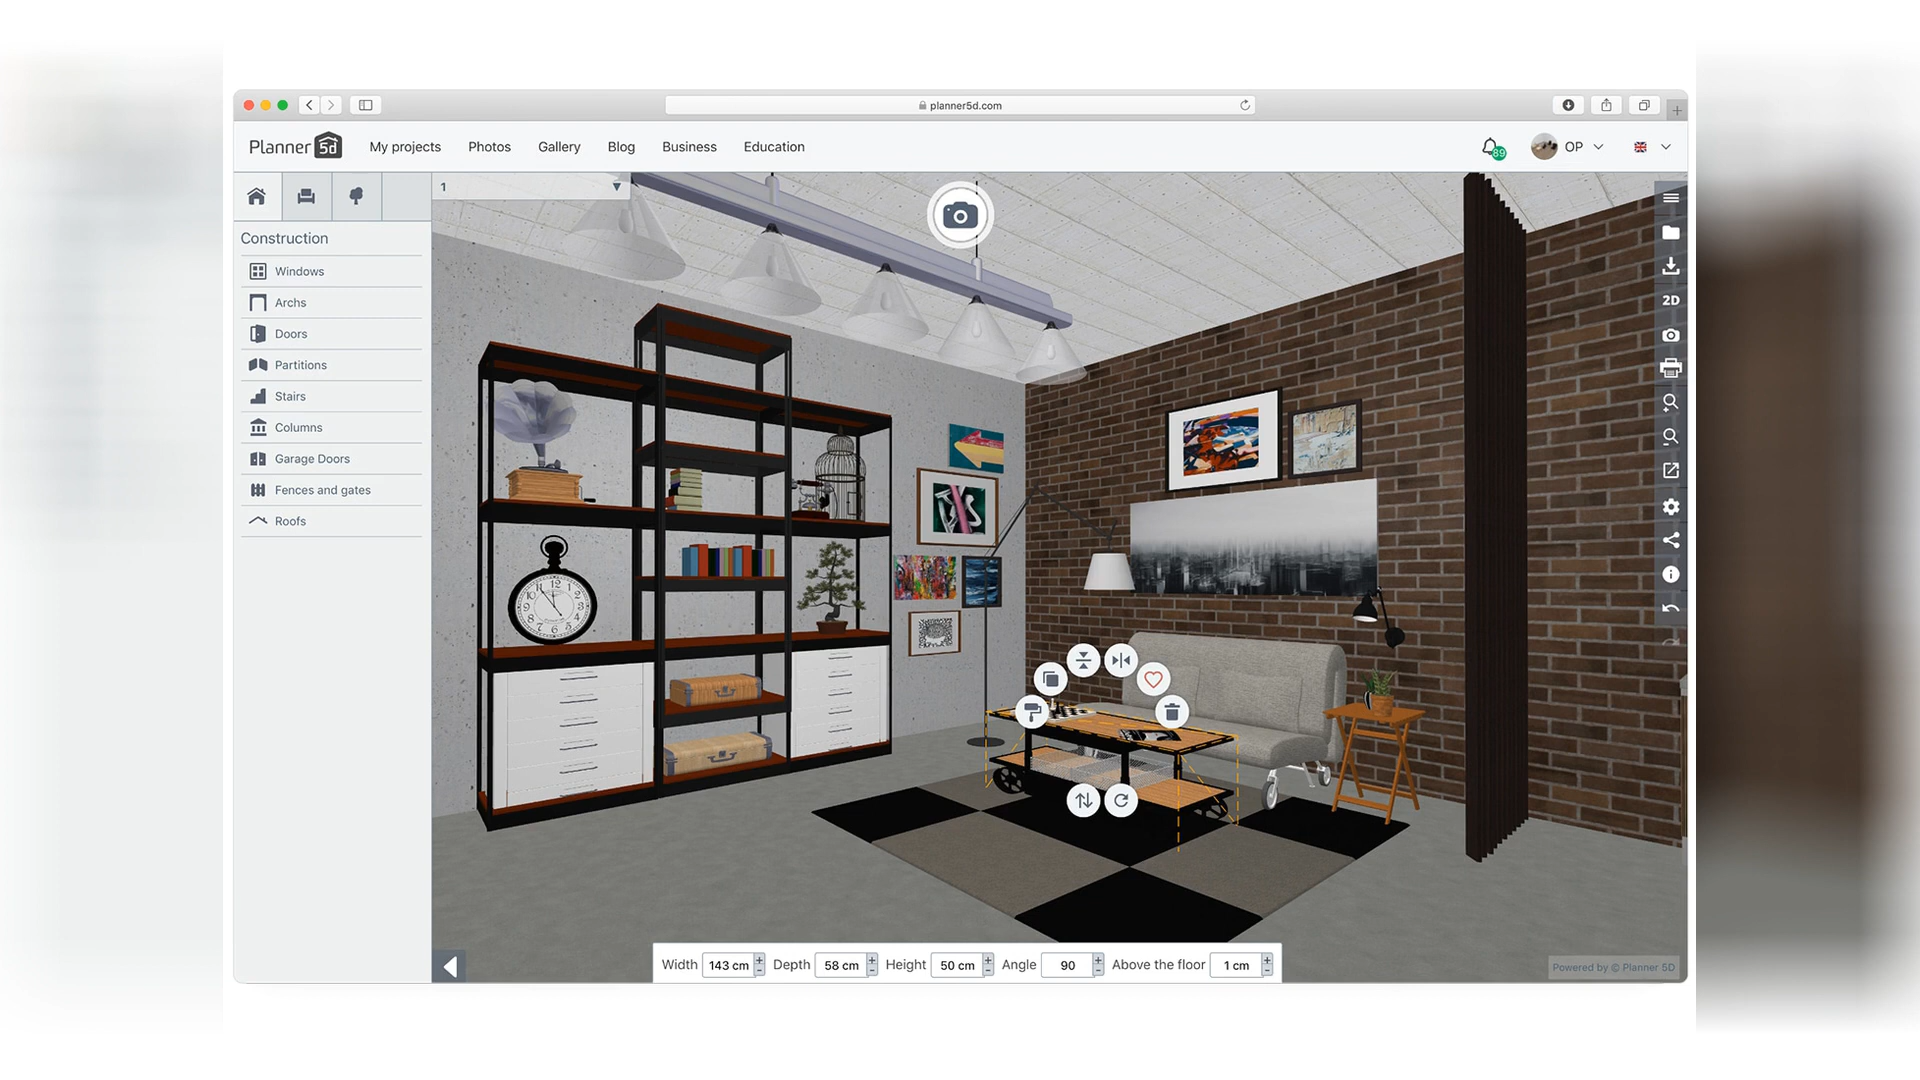 planner5d.com
Planner 5d
My projects
Photos
Gallery
Blog
Business
Education
89
OP
1
Construction
Windows
Archs
Doors
Partitions
Stairs
Columns
Garage Doors
Fences and gates
Roofs
2D
Width 143 cm Depth 58 cm Height 50 cm Angle 90 Above the floor 1 cm
Powered by © Planner 5D